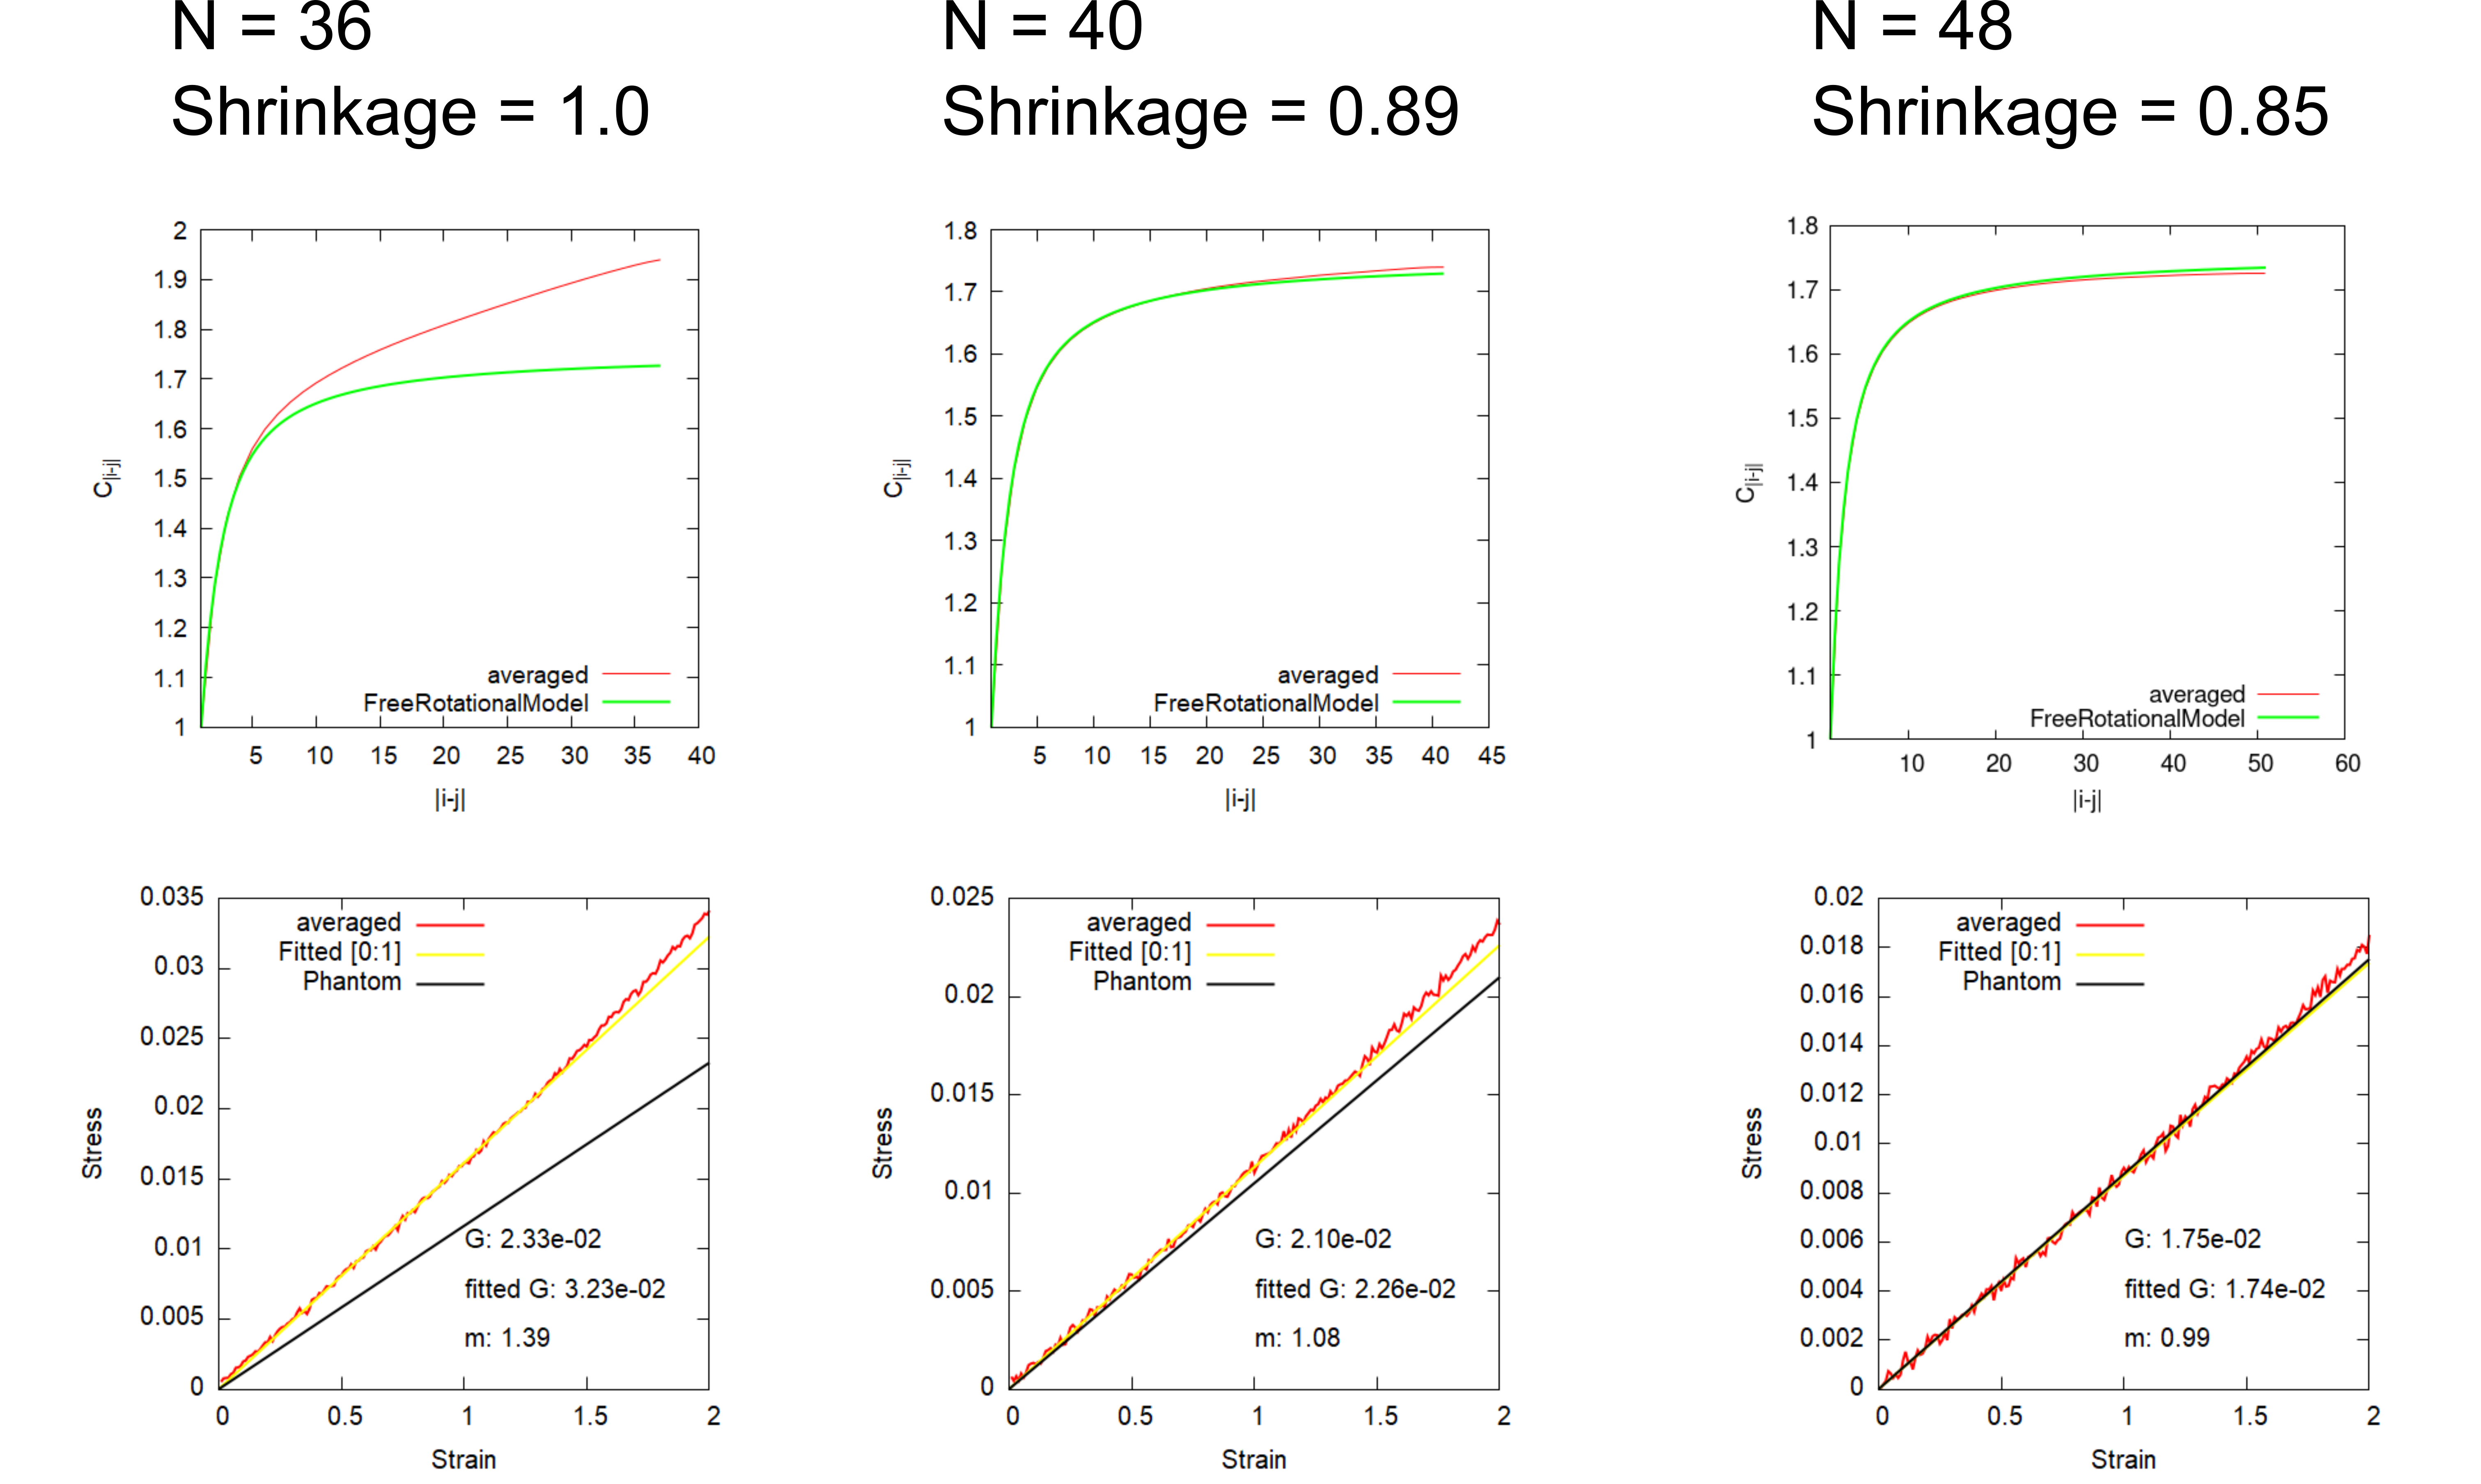 N = 36
Shrinkage = 1.0
N = 40
Shrinkage = 0.89
N = 48
Shrinkage = 0.85
2
1.9
1.8
1.7
1.6
1.5
1.4
1.3
1.2
1.1
1
C|i-j|
averaged
FreeRotationalModel
5 10 15 20 25 30 35 40
|i-j|
1.8
1.7
1.6
1.5
1.4
1.3
1.2
1.1
1
C|i-j|
averaged
FreeRotationalModel
5 10 15 20 25 30 35 40 45
|i-j|
1.8
1.7
1.6
1.5
1.4
1.3
1.2
1.1
1
C|i-j|
averaged
FreeRotationalModel
10 20 30 40 50 60
|i-j|
0.035
0.03
0.025
0.02
0.015
0.01
0.005
0
Stress
averaged
Fitted [0:1]
Phantom
G: 2.33e-02
fitted G: 3.23e-02
m: 1.39
0 0.5 1 1.5 2
Strain
0.025
0.02
0.015
0.01
0.005
0
Stress
averaged
Fitted [0:1]
Phantom
G: 2.10e-02
fitted G: 2.26e-02
m: 1.08
0 0.5 1 1.5 2
Strain
0.02
0.018
0.016
0.014
0.012
0.01
0.008
0.006
0.004
0.002
0
Stress
averaged
Fitted [0:1]
Phantom
G: 1.75e-02
fitted G: 1.74e-02
m: 0.99
0 0.5 1 1.5 2
Strain